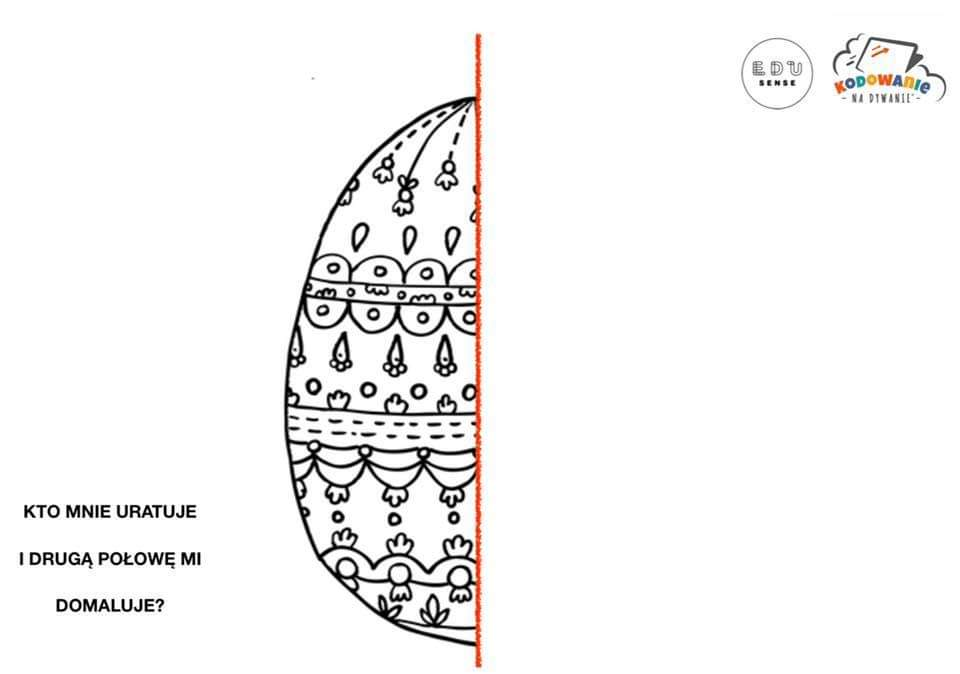 EDU
SENSE
KODOWANIE
- NA DYWANIE -
KTO MNIE URATUJE
I DRUGĄ POŁOWĘ MI
DOMALUJE?